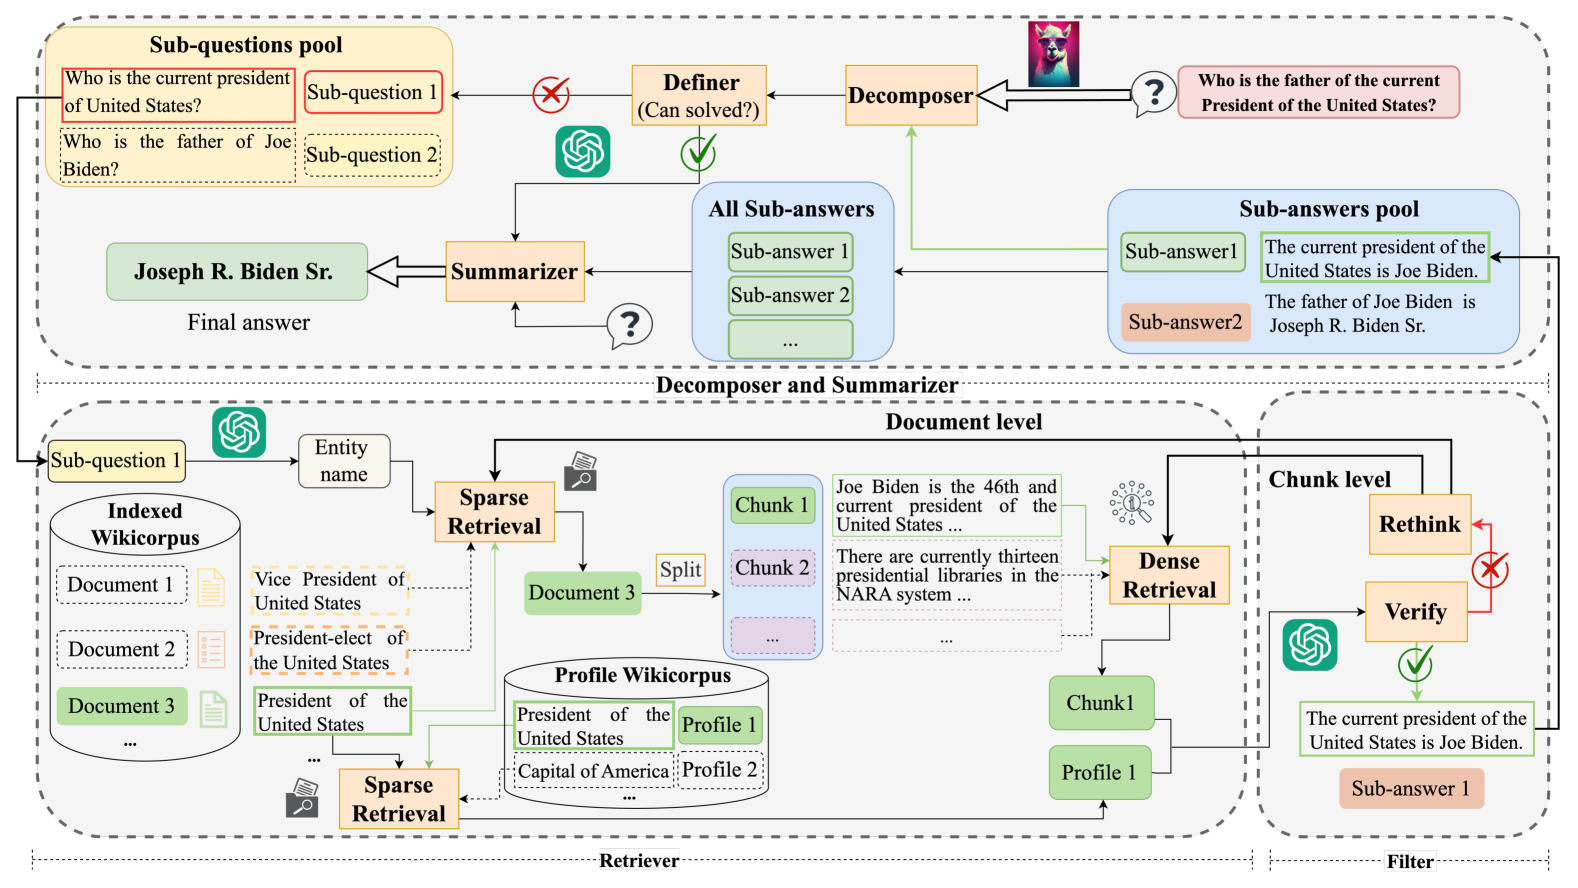 Sub-questions pool
Who is the current president
of United States?
Sub-question 1
Who is the father of Joe
Biden?
Sub-question 2
Definer
(Can solved?)
Decomposer
?
Who is the father of the current
President of the United States?
All Sub-answers
Sub-answer 1
Sub-answer 2
...
Sub-answers pool
Sub-answer1
The current president of the
United States is Joe Biden.
Sub-answer2
The father of Joe Biden is
Joseph R. Biden Sr.
Summarizer
?
Joseph R. Biden Sr.
Final answer
Decomposer and Summarizer
Document level
Sub-question 1
Entity
name
Sparse
Retrieval
Indexed
Wikicorpus
Document 1
Document 2
Document 3
...
Vice President of
United States
President-elect of
the United States
President of the
United States
...
Document 3
Split
Chunk 1
Chunk 2
...
Joe Biden is the 46th and
current president of the
United States ...
There are currently thirteen
presidential libraries in the
NARA system ...
...
Dense
Retrieval
Profile Wikicorpus
President of the
United States
Profile 1
Capital of America
Profile 2
...
Sparse
Retrieval
Chunk1
Profile 1
Chunk level
Rethink
Verify
The current president of the
United States is Joe Biden.
Sub-answer 1
Retriever
Filter